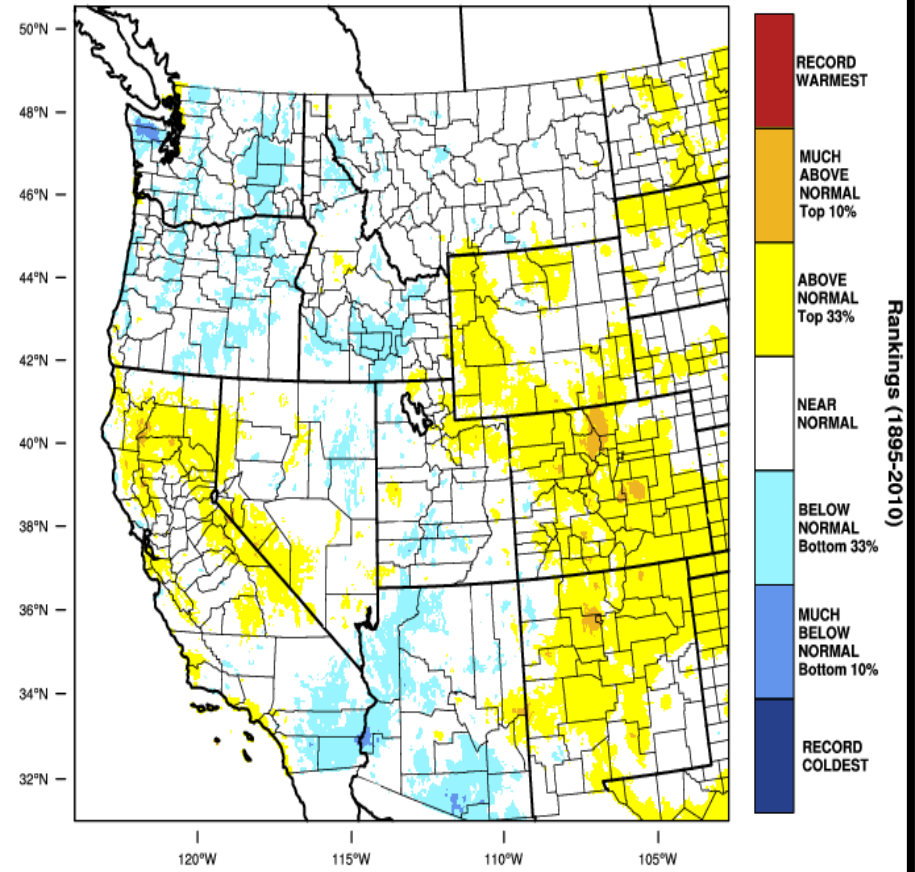 50°N
48°N
46°N
44°N
42°N
40°N
38°N
36°N
34°N
32°N
120°W
115°W
110°W
105°W
RECORD
WARMEST
MUCH
ABOVE
NORMAL
Top 10%
ABOVE
NORMAL
Top 33%
NEAR
NORMAL
BELOW
NORMAL
Bottom 33%
MUCH
BELOW
NORMAL
Bottom 10%
RECORD
COLDEST
Rankings (1895-2010)